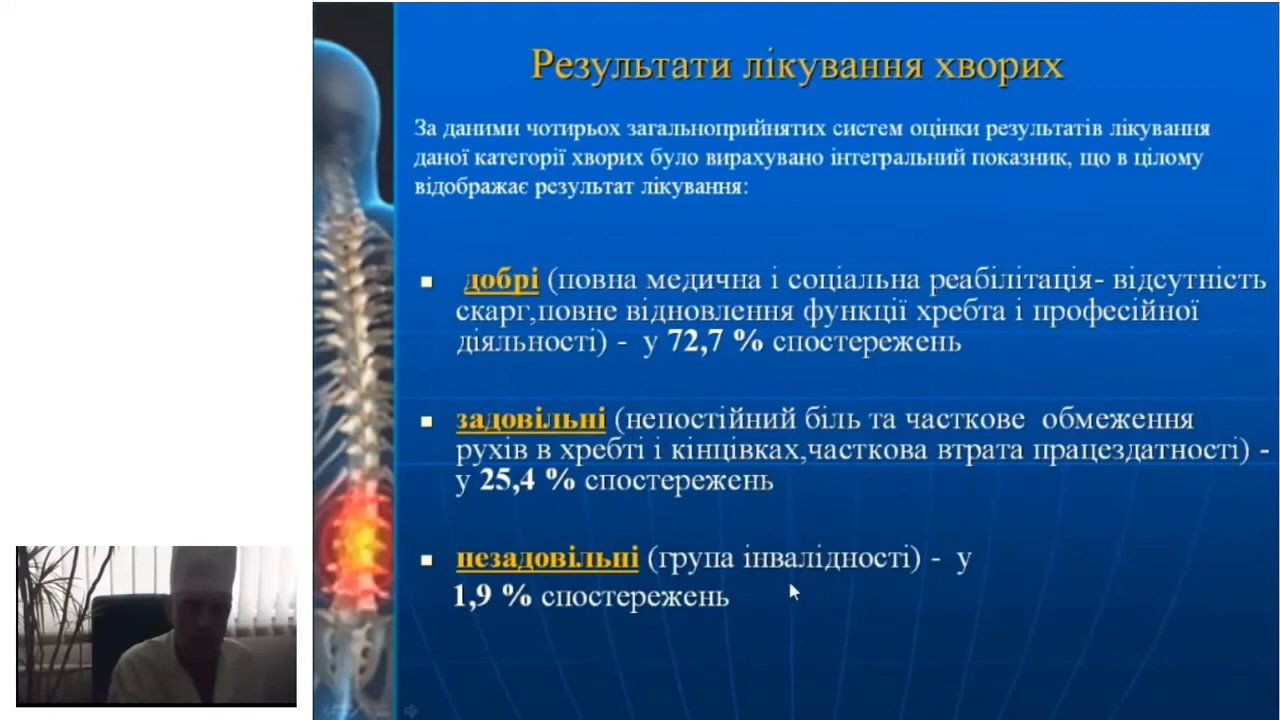 Результати лікування хворих
За даними чотирьох загальноприйнятих систем оцінки результатів лікування
даної категорії хворих було вирахувано інтегральний показник, що в цілому
відображає результат лікування:
добрі (повна медична і соціальна реабілітація- відсутність
скарг,повне відновлення функції хребта і професійної
діяльності) - у 72,7 % спостережень
задовільні (непостійний біль та часткове обмеження
рухів в хребті і кінцівках,часткова втрата працездатності) -
у 25,4 % спостережень
незадовільні (група інвалідності) - у
1,9 % спостережень